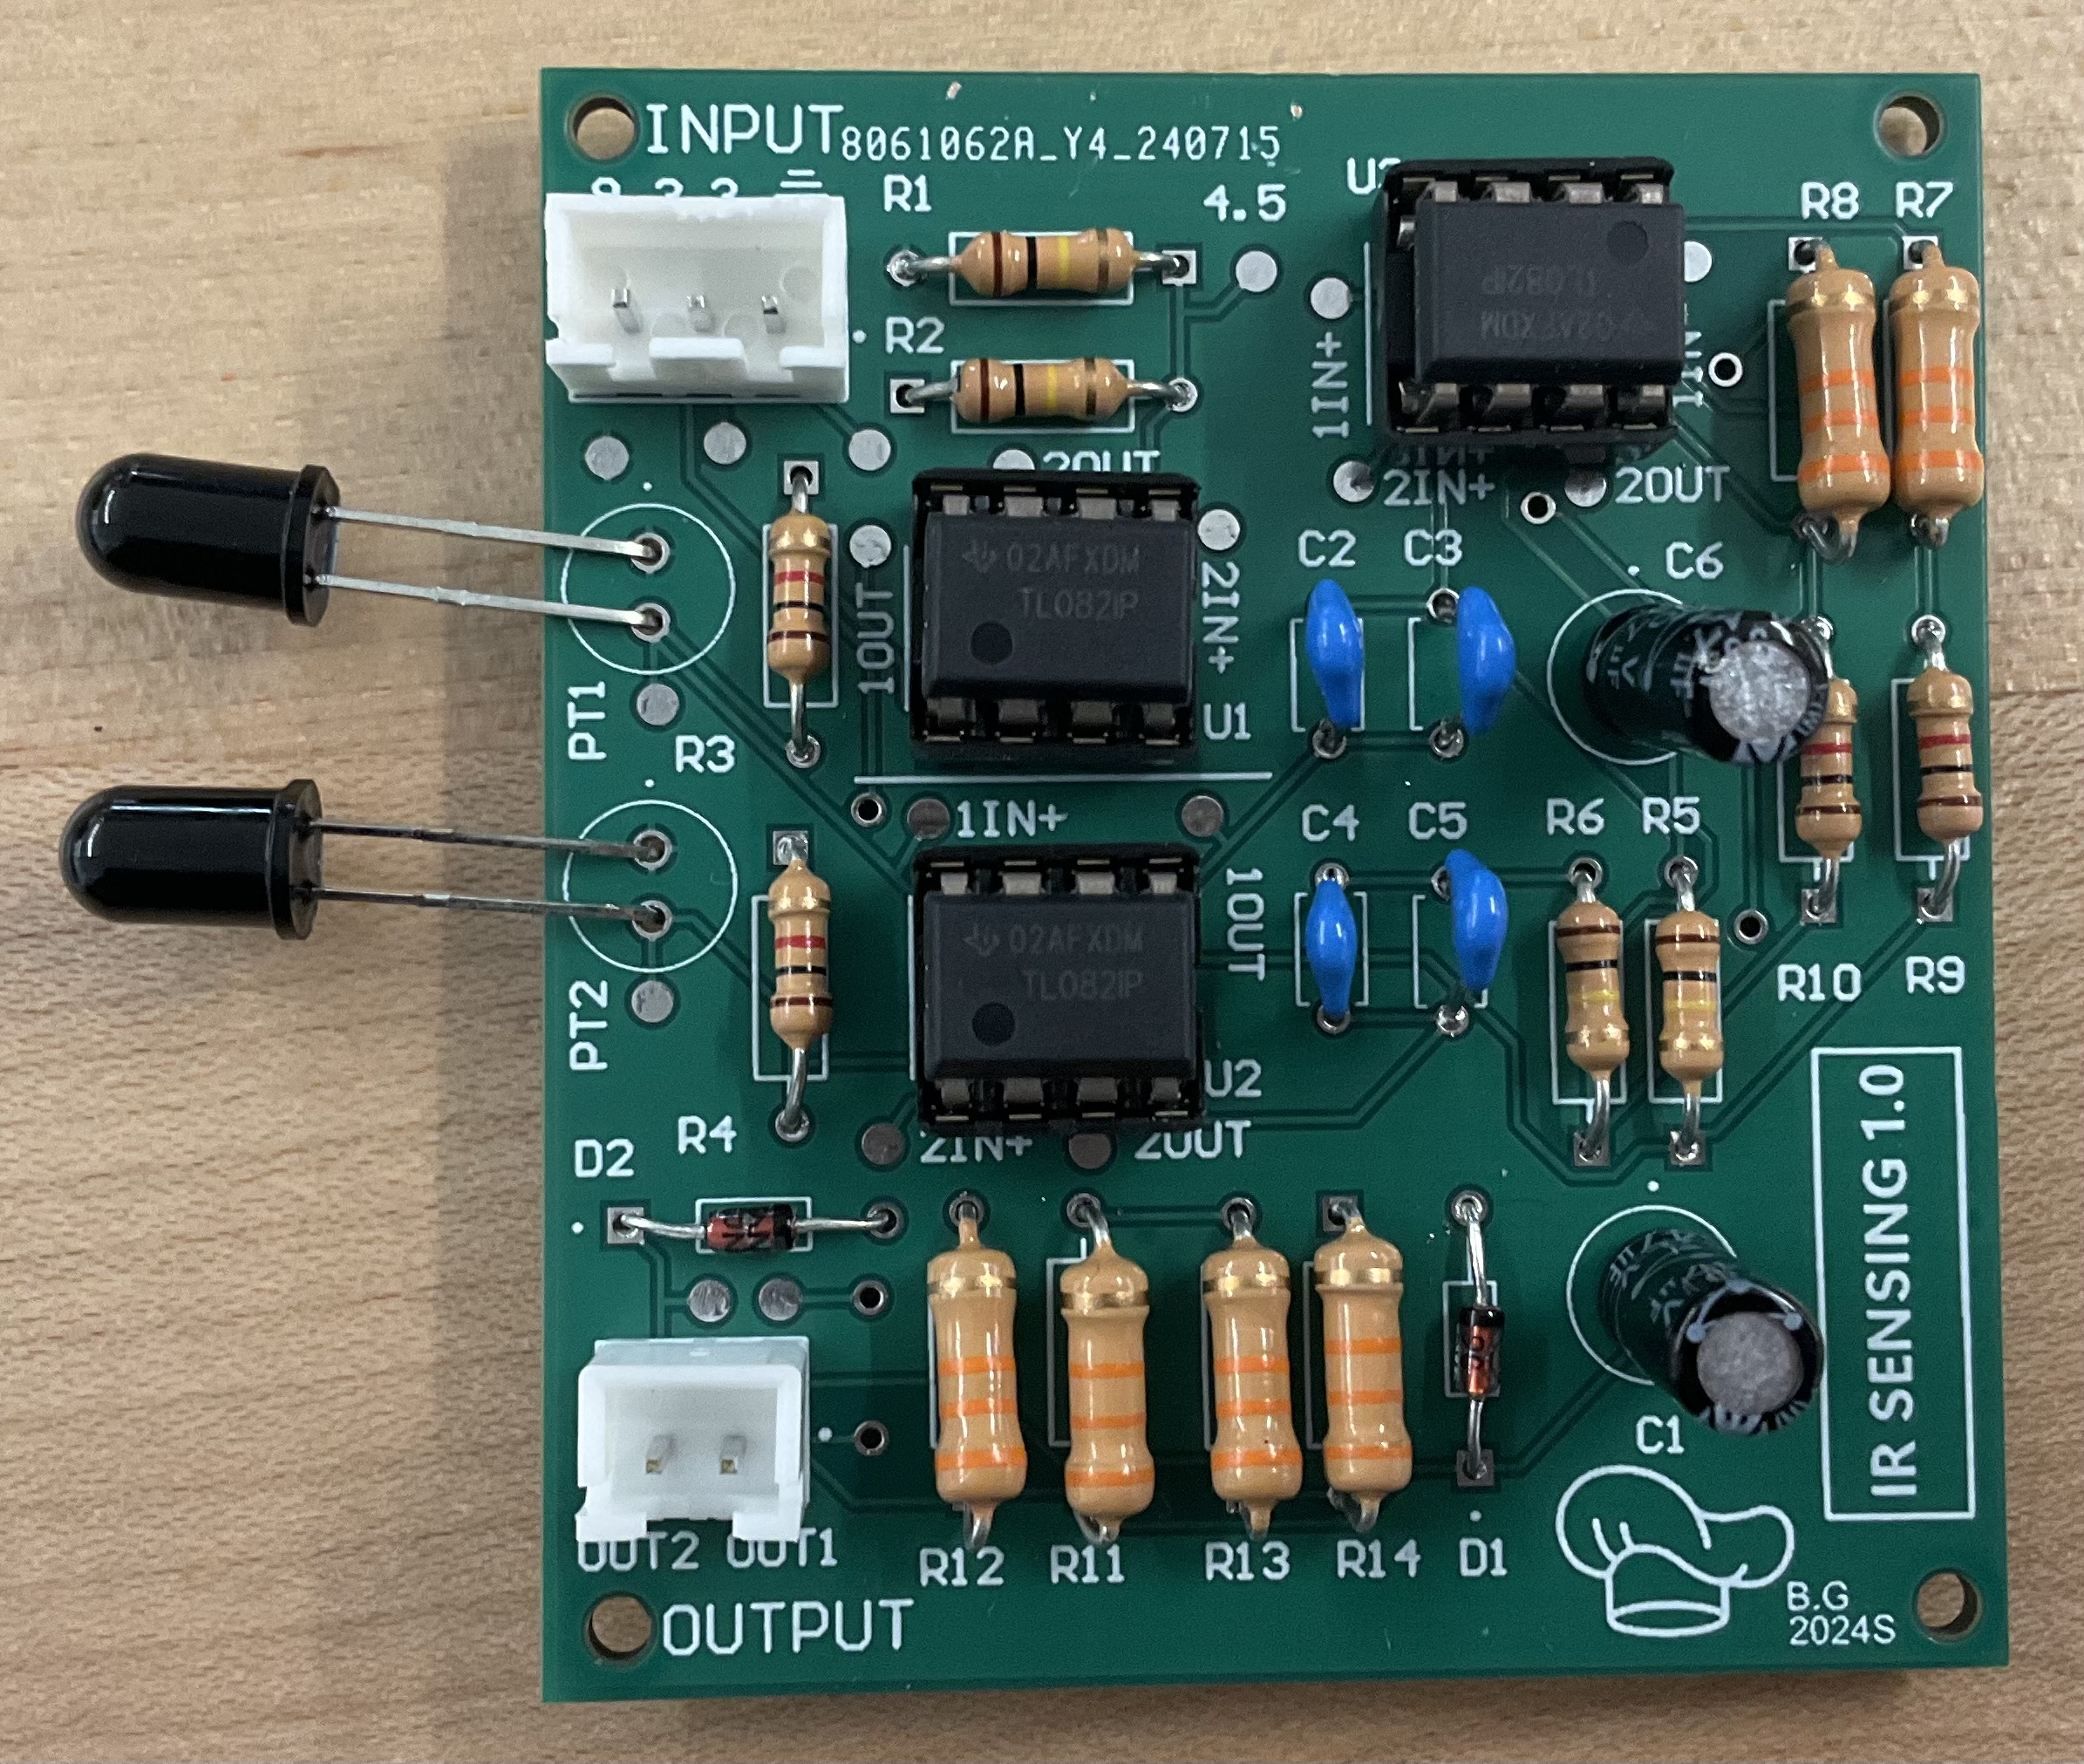 INPUT
8061062A_Y4_240715
R1
4.5
R8
R7
TL082IP
02AFXDM
R2
1IN+
2OUT
2IN+
2OUT
C2
C3
C6
02AFXDM
TL082IP
1OUT
2IN+
U1
PT1
R3
1IN+
C4
C5
R6
R5
02AFXDM
TL082IP
1OUT
R10
R9
PT2
U2
R4
2IN+
2OUT
D2
IR SENSING 1.0
C1
OUT2
OUT1
R12
R11
R13
R14
D1
B.G
2024S
OUTPUT